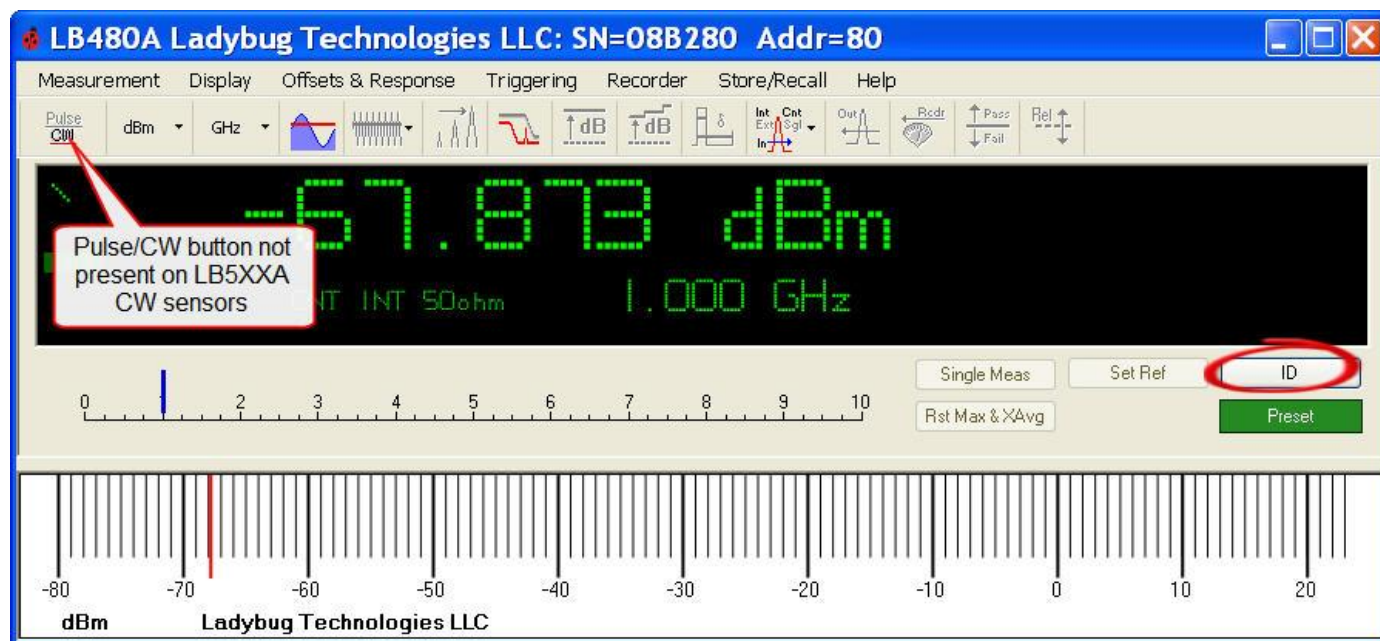 LB480A Ladybug Technologies LLC: SN=08B280 Addr=80
Measurement Display Offsets & Response Triggering Recorder Store/Recall Help
Pulse
CW
dBm
GHz
dB
dB
δ
Int Cnt
Ext Sgl
In
Out
Rcdr
Pass
Fail
Rel
-67.873 dBm
Pulse/CW button not
present on LB5XXA
CW sensors
INT 50ohm 1.000 GHz
Single Meas Set Ref ID
0 2 3 4 5 6 7 8 9 10
Rst Max & XAvg Preset
-80 -70 -60 -50 -40 -30 -20 -10 0 10 20
dBm Ladybug Technologies LLC